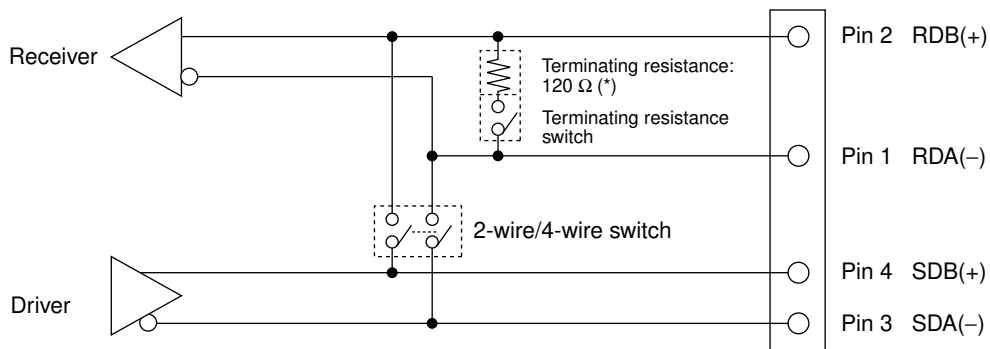 Pin 2 RDB(+)
Receiver
Terminating resistance:
120 Ω (*)
Terminating resistance
switch
Pin 1 RDA(−)
2-wire/4-wire switch
Pin 4 SDB(+)
Driver
Pin 3 SDA(−)